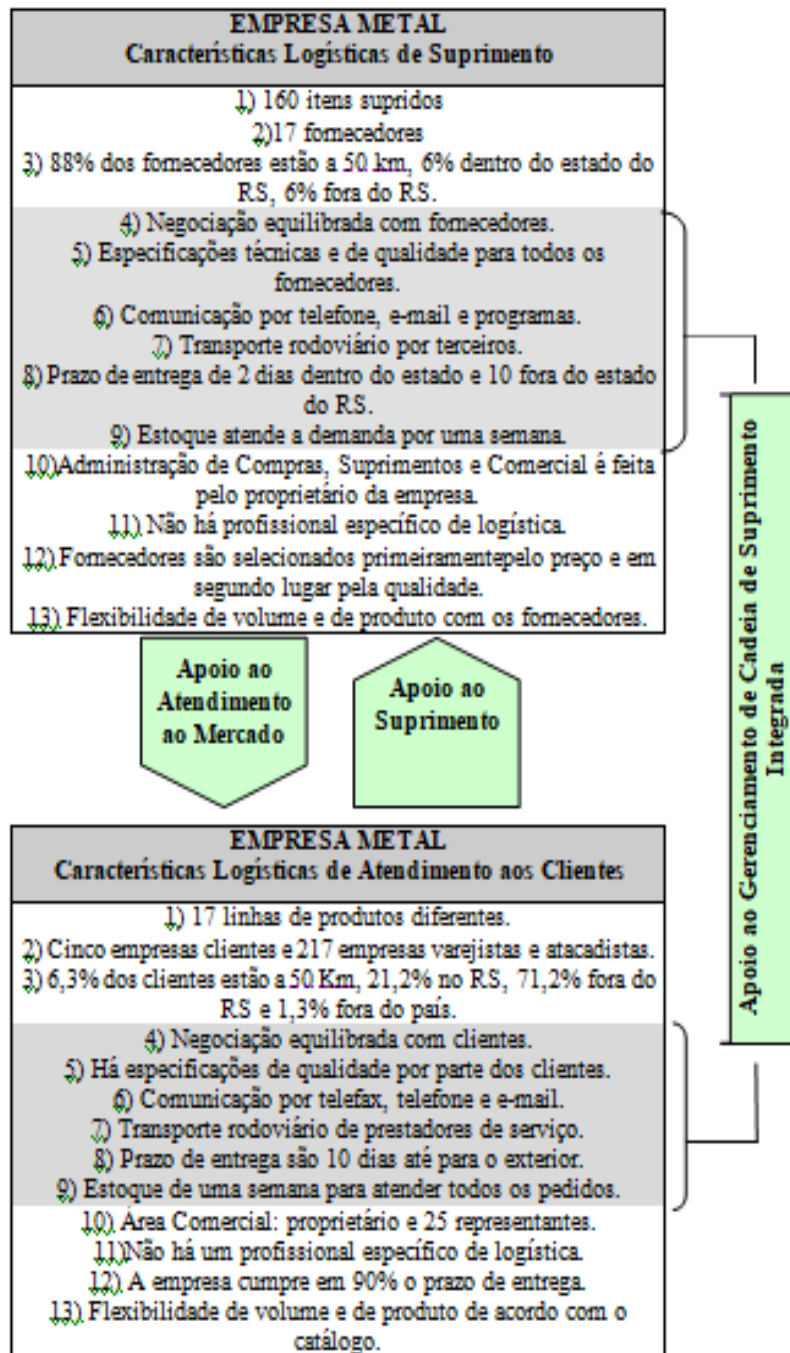 EMPRESA METAL
Características Logísticas de Suprimento
1) 160 itens supridos
2)17 fornecedores
3) 88% dos fornecedores estão a 50 km, 6% dentro do estado do
RS, 6% fora do RS.
4) Negociação equilibrada com fornecedores.
5) Especificações técnicas e de qualidade para todos os
fornecedores.
6) Comunicação por telefone, e-mail e programas.
7) Transporte rodoviário por terceiros.
8) Prazo de entrega de 2 dias dentro do estado e 10 fora do estado
do RS.
9) Estoque atende a demanda por uma semana.
10)Administração de Compras, Suprimentos e Comercial é feita
pelo proprietário da empresa.
11) Não há profissional específico de logística.
12) Fornecedores são selecionados primeiramentepelo preço e em
segundo lugar pela qualidade.
13) Flexibilidade de volume e de produto com os fornecedores.
Apoio ao
Atendimento
ao Mercado
Apoio ao
Suprimento
Apoio ao Gerenciamento de Cadeia de Suprimento
Integrada
EMPRESA METAL
Características Logísticas de Atendimento aos Clientes
1) 17 linhas de produtos diferentes.
2) Cinco empresas clientes e 217 empresas varejistas e atacadistas.
3) 6,3% dos clientes estão a 50 Km, 21,2% no RS, 71,2% fora do
RS e 1,3% fora do país.
4) Negociação equilibrada com clientes.
5) Há especificações de qualidade por parte dos clientes.
6) Comunicação por telefax, telefone e e-mail.
7) Transporte rodoviário de prestadores de serviço.
8) Prazo de entrega são 10 dias até para o exterior.
9) Estoque de uma semana para atender todos os pedidos.
10) Área Comercial: proprietário e 25 representantes.
11)Não há um profissional específico de logística.
12) A empresa cumpre em 90% o prazo de entrega.
13) Flexibilidade de volume e de produto de acordo com o
catálogo.